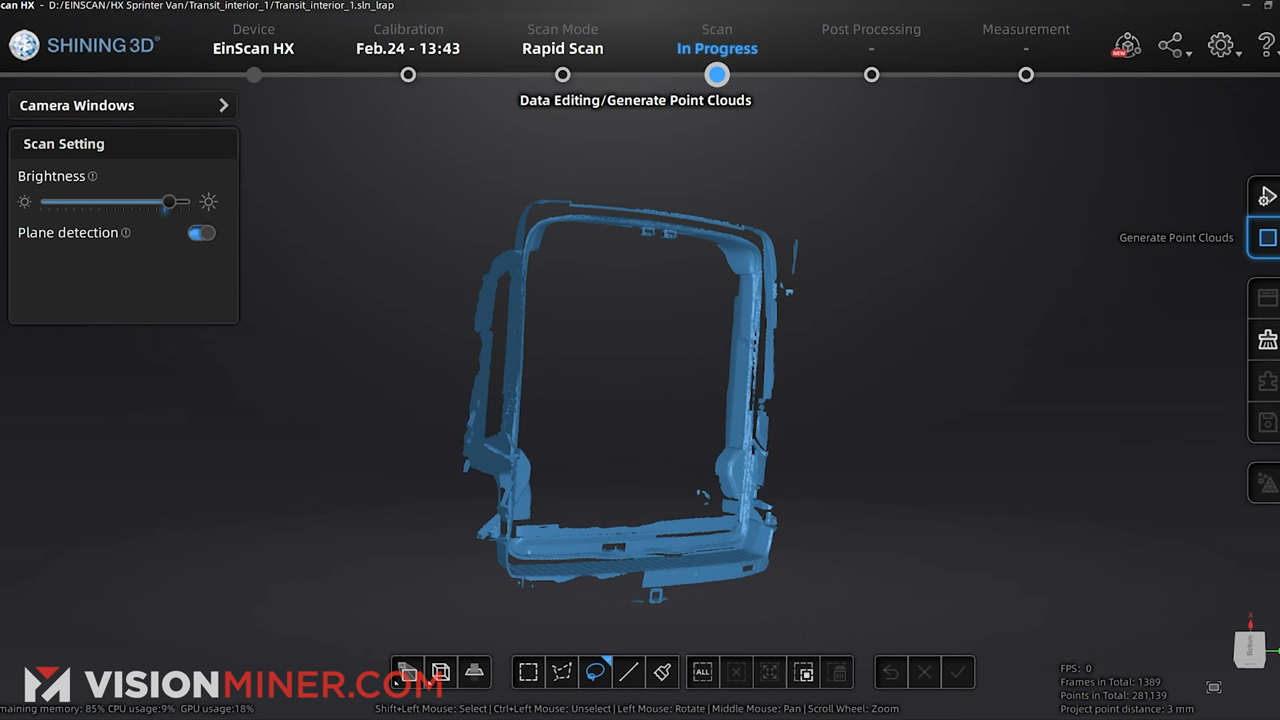 can HX - D:/EINSCAN/HX Sprinter Van/Transit_interior_1/Transit_interior_1.sln_lrap
SHINING 3D®
Device
EinScan HX
Calibration
Feb.24 - 13:43
Scan Mode
Rapid Scan
Scan
In Progress
Post Processing
-
Measurement
-
NEW
Data Editing/Generate Point Clouds
Camera Windows
Scan Setting
Brightness
Plane detection
Generate Point Clouds
ALL
X
Bottom
VISIONMINER.COM
FPS: 0
Frames in Total: 1389
Points in Total: 281,139
Project point distance: 3 mm
maining memory: 85% CPU usage:9% GPU usage:18%
Shift+Left Mouse: Select | Ctrl+Left Mouse: Unselect | Left Mouse: Rotate | Middle Mouse: Pan | Scroll Wheel: Zoom